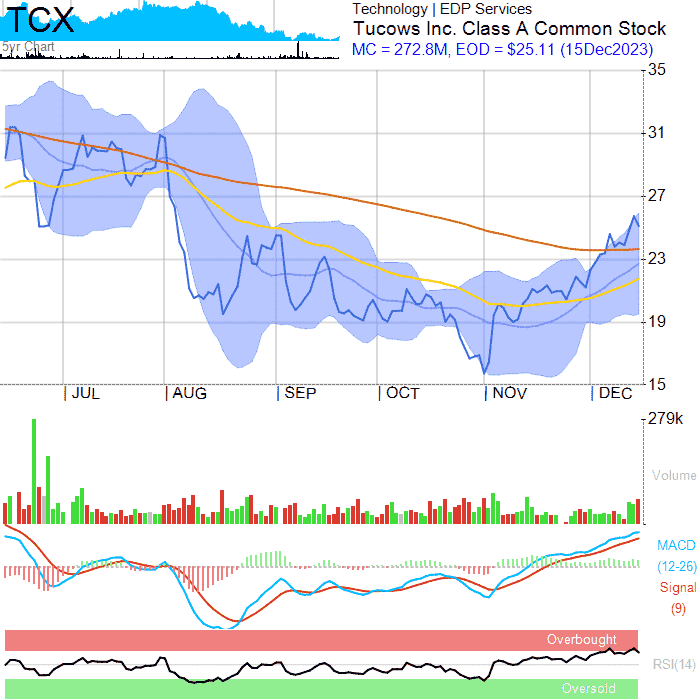 TCX
5yr Chart
Technology | EDP Services
Tucows Inc. Class A Common Stock
MC = 272.8M, EOD = $25.11 (15Dec2023)
35
31
27
23
19
15
JUL AUG SEP OCT NOV DEC
279k
Volume
MACD
(12-26)
Signal
(9)
Overbought
RSI(14)
Oversold